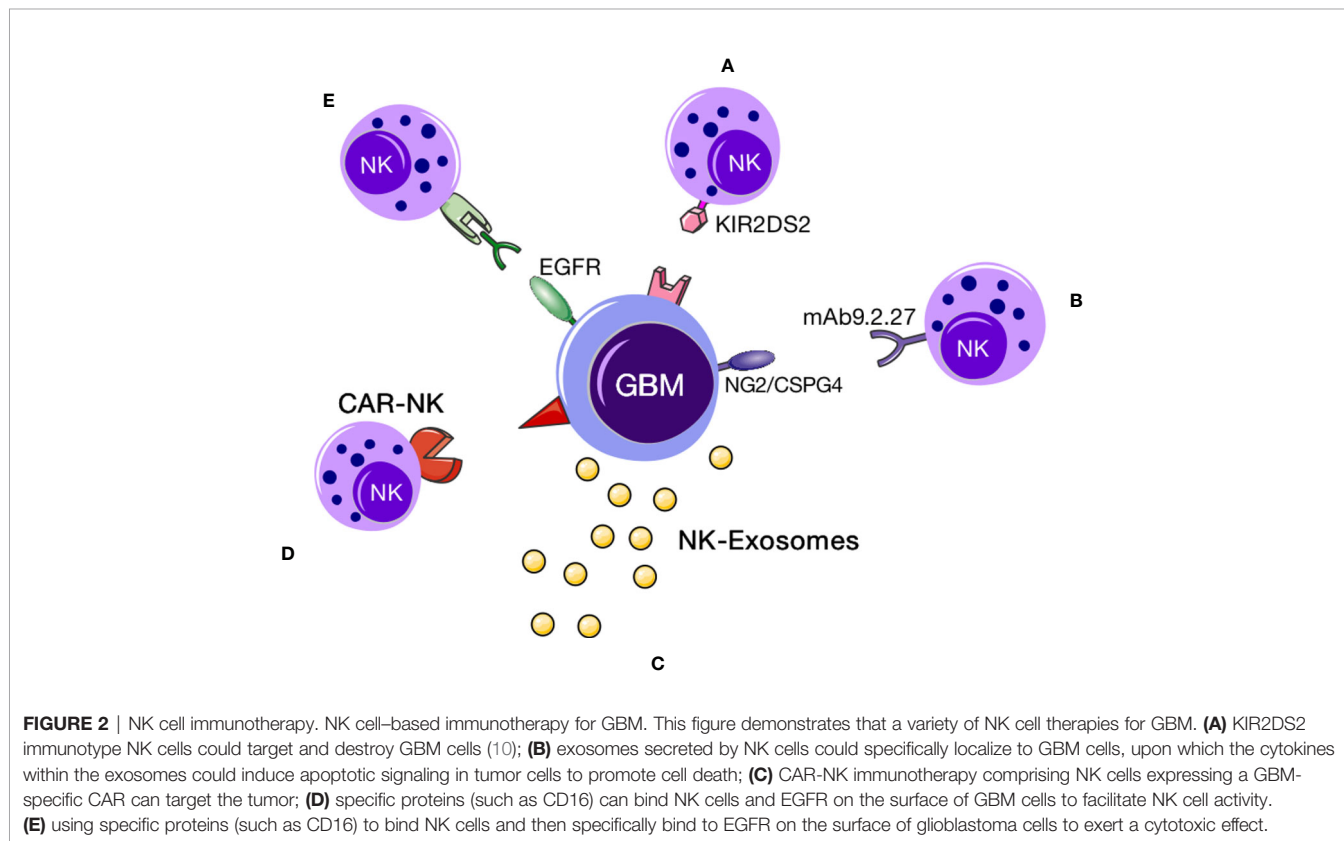 A
E
NK
NK
KIR2DS2
EGFR
B
mAb9.2.27
NK
GBM
NG2/CSPG4
CAR-NK
NK
NK-Exosomes
D
C
FIGURE 2 | NK cell immunotherapy. NK cell–based immunotherapy for GBM. This figure demonstrates that a variety of NK cell therapies for GBM. (A) KIR2DS2
immunotype NK cells could target and destroy GBM cells (10); (B) exosomes secreted by NK cells could specifically localize to GBM cells, upon which the cytokines
within the exosomes could induce apoptotic signaling in tumor cells to promote cell death; (C) CAR-NK immunotherapy comprising NK cells expressing a GBM-
specific CAR can target the tumor; (D) specific proteins (such as CD16) can bind NK cells and EGFR on the surface of GBM cells to facilitate NK cell activity.
(E) using specific proteins (such as CD16) to bind NK cells and then specifically bind to EGFR on the surface of glioblastoma cells to exert a cytotoxic effect.